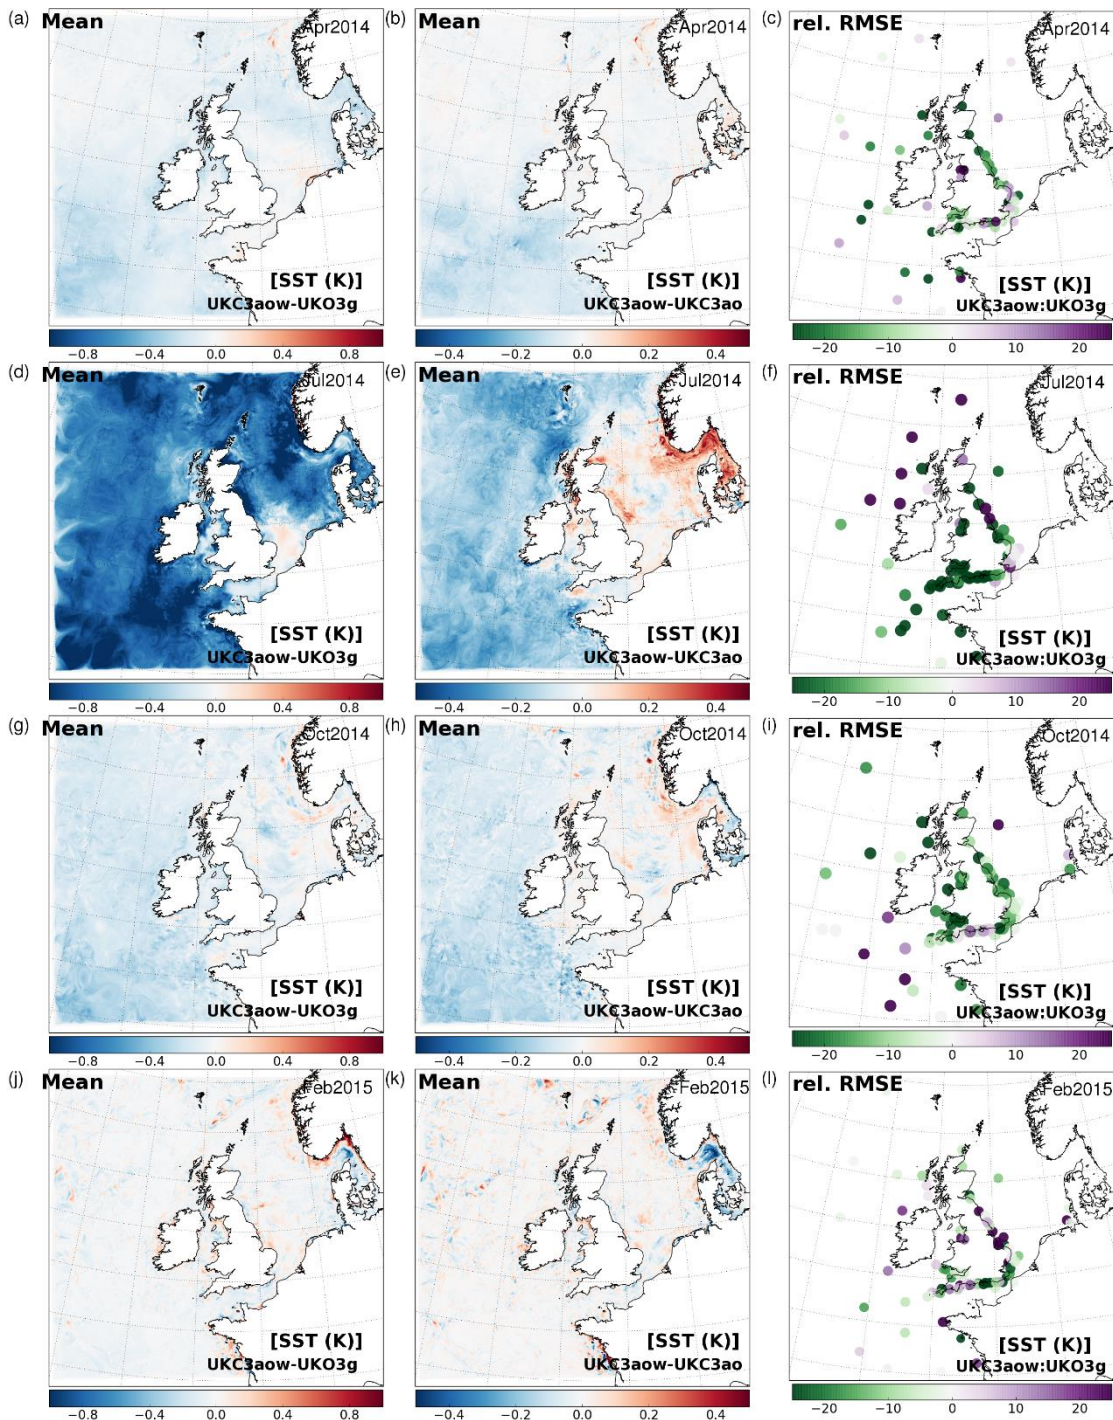 (a) Mean Apr2014
[SST (K)]
UKC3aow-UKO3g
−0.8 −0.4 0.0 0.4 0.8
(b) Mean Apr2014
[SST (K)]
UKC3aow-UKC3ao
−0.4 −0.2 0.0 0.2 0.4
(c) rel. RMSE Apr2014
[SST (K)]
UKC3aow:UKO3g
−20 −10 0 10 20
(d) Mean Jul2014
[SST (K)]
UKC3aow-UKO3g
−0.8 −0.4 0.0 0.4 0.8
(e) Mean Jul2014
[SST (K)]
UKC3aow-UKC3ao
−0.4 −0.2 0.0 0.2 0.4
(f) rel. RMSE Jul2014
[SST (K)]
UKC3aow:UKO3g
−20 −10 0 10 20
(g) Mean Oct2014
[SST (K)]
UKC3aow-UKO3g
−0.8 −0.4 0.0 0.4 0.8
(h) Mean Oct2014
[SST (K)]
UKC3aow-UKC3ao
−0.4 −0.2 0.0 0.2 0.4
(i) rel. RMSE Oct2014
[SST (K)]
UKC3aow:UKO3g
−20 −10 0 10 20
(j) Mean Feb2015
[SST (K)]
UKC3aow-UKO3g
−0.8 −0.4 0.0 0.4 0.8
(k) Mean Feb2015
[SST (K)]
UKC3aow-UKC3ao
−0.4 −0.2 0.0 0.2 0.4
(l) rel. RMSE Feb2015
[SST (K)]
UKC3aow:UKO3g
−20 −10 0 10 20